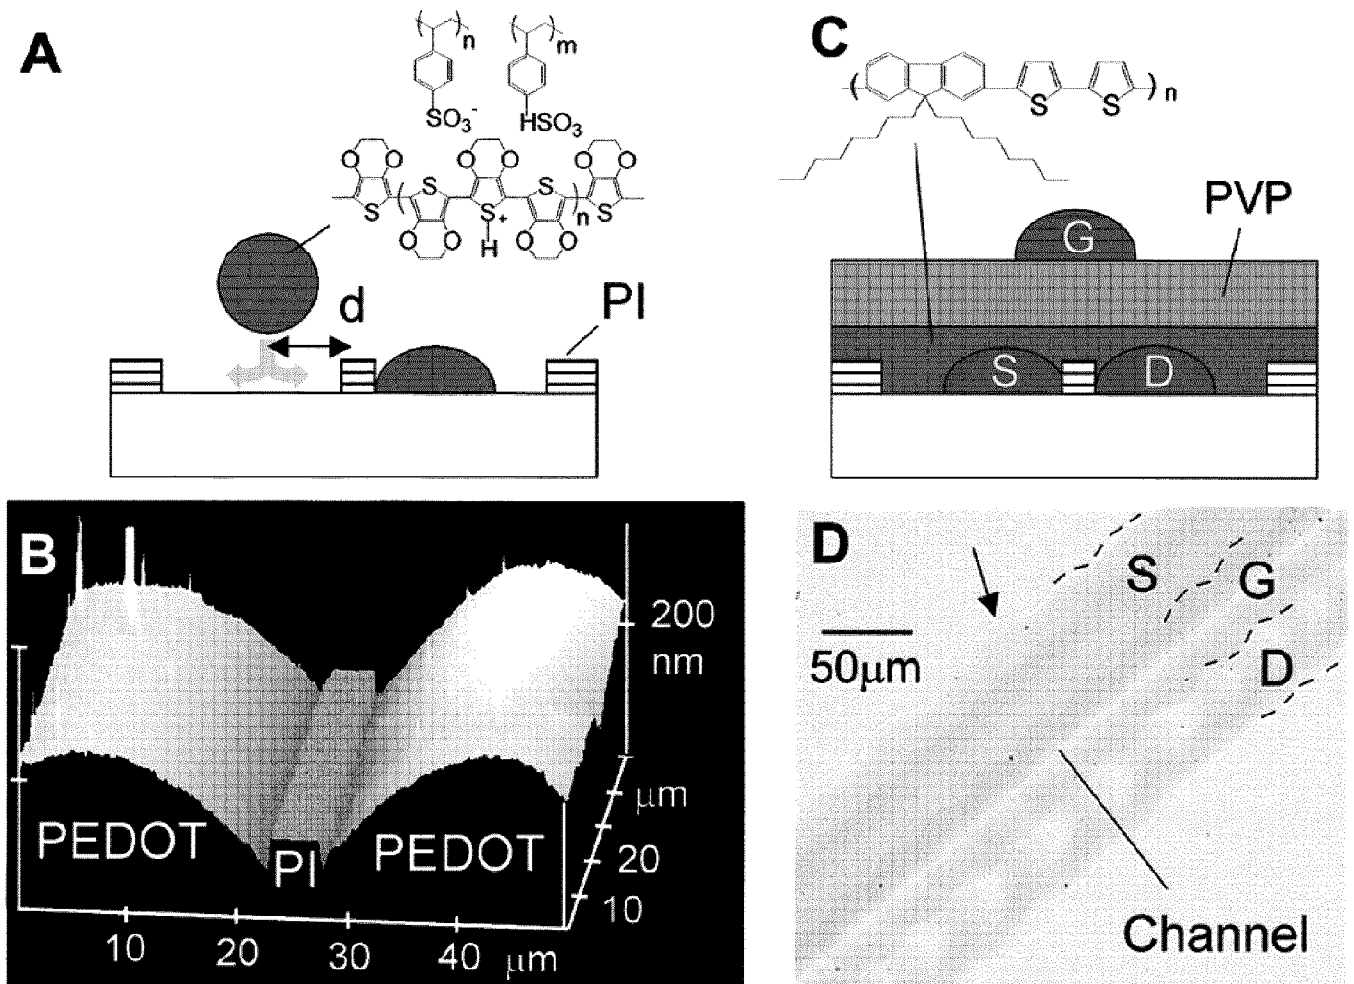 A
n
m
SO3-
HSO3
O O O O O O
S S S S S
S+
n
H
O O O O
d
PI
C
S S
n
PVP
G
S D
B
200
nm
μm
20
10
PEDOT
PI
PEDOT
10 20 30 40 μm
D
50μm
S
G
D
Channel